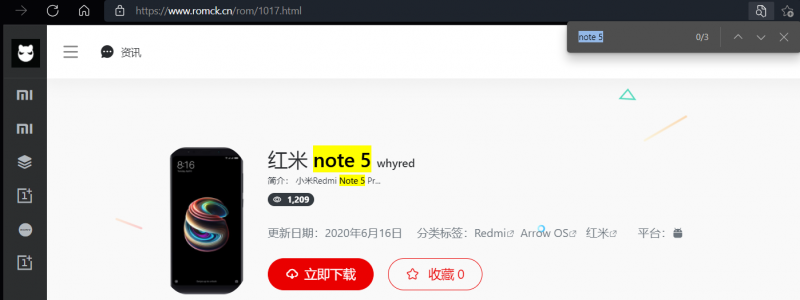 https://www.romck.cn/rom/1017.html
note 5
0/3
资讯
8:16
红米 note 5 whyred
简介： 小米Redmi Note 5 Pr...
1,209
更新日期：2020年6月16日 分类标签：Redmi Arrow OS 红米 平台：
立即下载 收藏 0